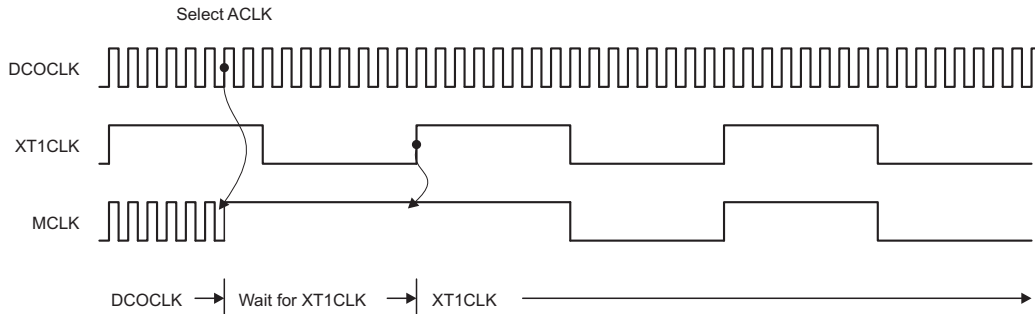 Select ACLK
DCOCLK
XT1CLK
MCLK
DCOCLK Wait for XT1CLK XT1CLK